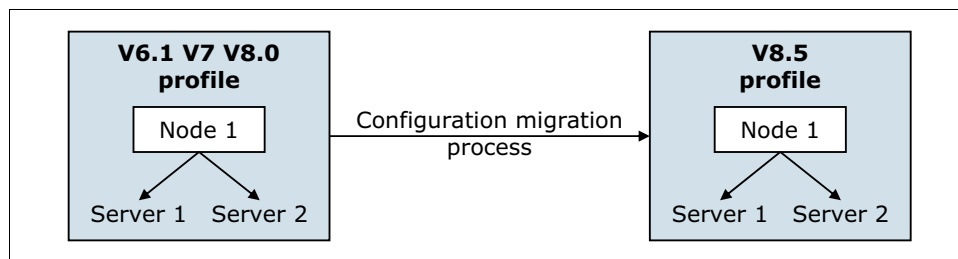 V6.1 V7 V8.0
profile
Node 1
Server 1 Server 2
Configuration migration
process
V8.5
profile
Node 1
Server 1 Server 2